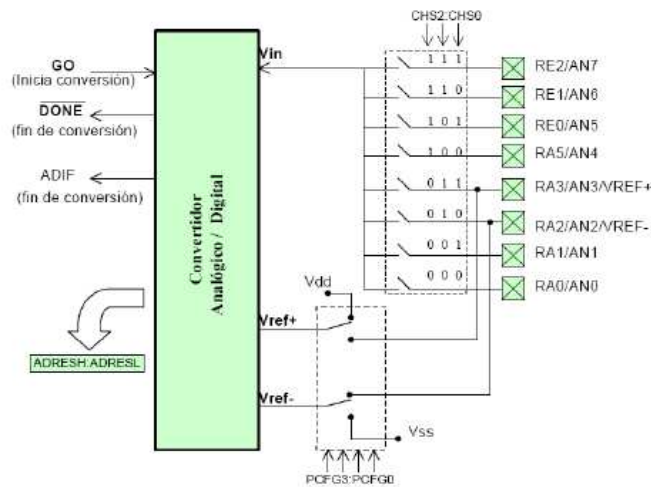 CHS2:CHS0
GO
(Inicia conversión)
DONE
(fin de conversión)
ADIF
(fin de conversión)
ADRESH:ADRESL
Convertidor
Analógico / Digital
Vin
Vref+
Vref-
Vdd
Vss
PCFG3:PCFG0
1 1 1 RE2/AN7
1 1 0 RE1/AN6
1 0 1 RE0/AN5
1 0 0 RA5/AN4
0 1 1 RA3/AN3/VREF+
0 1 0 RA2/AN2/VREF-
0 0 1 RA1/AN1
0 0 0 RA0/AN0